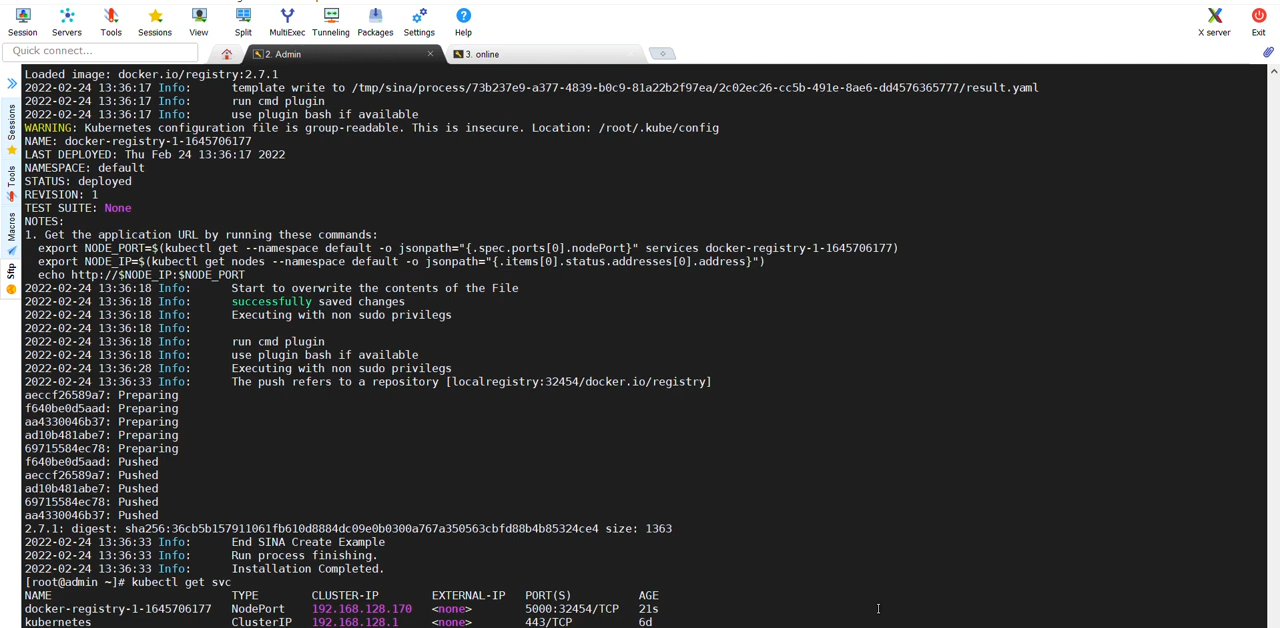 Session Servers Tools Sessions View Split MultiExec Tunneling Packages Settings Help X server Exit
Quick connect... 2. Admin 3. online
Sessions
Tools
Macros
Sftp
Loaded image: docker.io/registry:2.7.1
2022-02-24 13:36:17 Info: template write to /tmp/sina/process/73b237e9-a377-4839-b0c9-81a22b2f97ea/2c02ec26-cc5b-491e-8ae6-dd4576365777/result.yaml
2022-02-24 13:36:17 Info: run cmd plugin
2022-02-24 13:36:17 Info: use plugin bash if available
WARNING: Kubernetes configuration file is group-readable. This is insecure. Location: /root/.kube/config
NAME: docker-registry-1-1645706177
LAST DEPLOYED: Thu Feb 24 13:36:17 2022
NAMESPACE: default
STATUS: deployed
REVISION: 1
TEST SUITE: None
NOTES:
1. Get the application URL by running these commands:
export NODE_PORT=$(kubectl get --namespace default -o jsonpath="{.spec.ports[0].nodePort}" services docker-registry-1-1645706177)
export NODE_IP=$(kubectl get nodes --namespace default -o jsonpath="{.items[0].status.addresses[0].address}")
echo http://$NODE_IP:$NODE_PORT
2022-02-24 13:36:18 Info: Start to overwrite the contents of the File
2022-02-24 13:36:18 Info: successfully saved changes
2022-02-24 13:36:18 Info: Executing with non sudo privilegs
2022-02-24 13:36:18 Info:
2022-02-24 13:36:18 Info: run cmd plugin
2022-02-24 13:36:18 Info: use plugin bash if available
2022-02-24 13:36:28 Info: Executing with non sudo privilegs
2022-02-24 13:36:33 Info: The push refers to a repository [localregistry:32454/docker.io/registry]
aeccf26589a7: Preparing
f640be0d5aad: Preparing
aa4330046b37: Preparing
ad10b481abe7: Preparing
69715584ec78: Preparing
f640be0d5aad: Pushed
aeccf26589a7: Pushed
ad10b481abe7: Pushed
69715584ec78: Pushed
aa4330046b37: Pushed
2.7.1: digest: sha256:36cb5b157911061fb610d8884dc09e0b0300a767a350563cbfd88b4b85324ce4 size: 1363
2022-02-24 13:36:33 Info: End SINA Create Example
2022-02-24 13:36:33 Info: Run process finishing.
2022-02-24 13:36:33 Info: Installation Completed.
[root@admin ~]# kubectl get svc
NAME TYPE CLUSTER-IP EXTERNAL-IP PORT(S) AGE
docker-registry-1-1645706177 NodePort 192.168.128.170 <none> 5000:32454/TCP 21s
kubernetes ClusterIP 192.168.128.1 <none> 443/TCP 6d